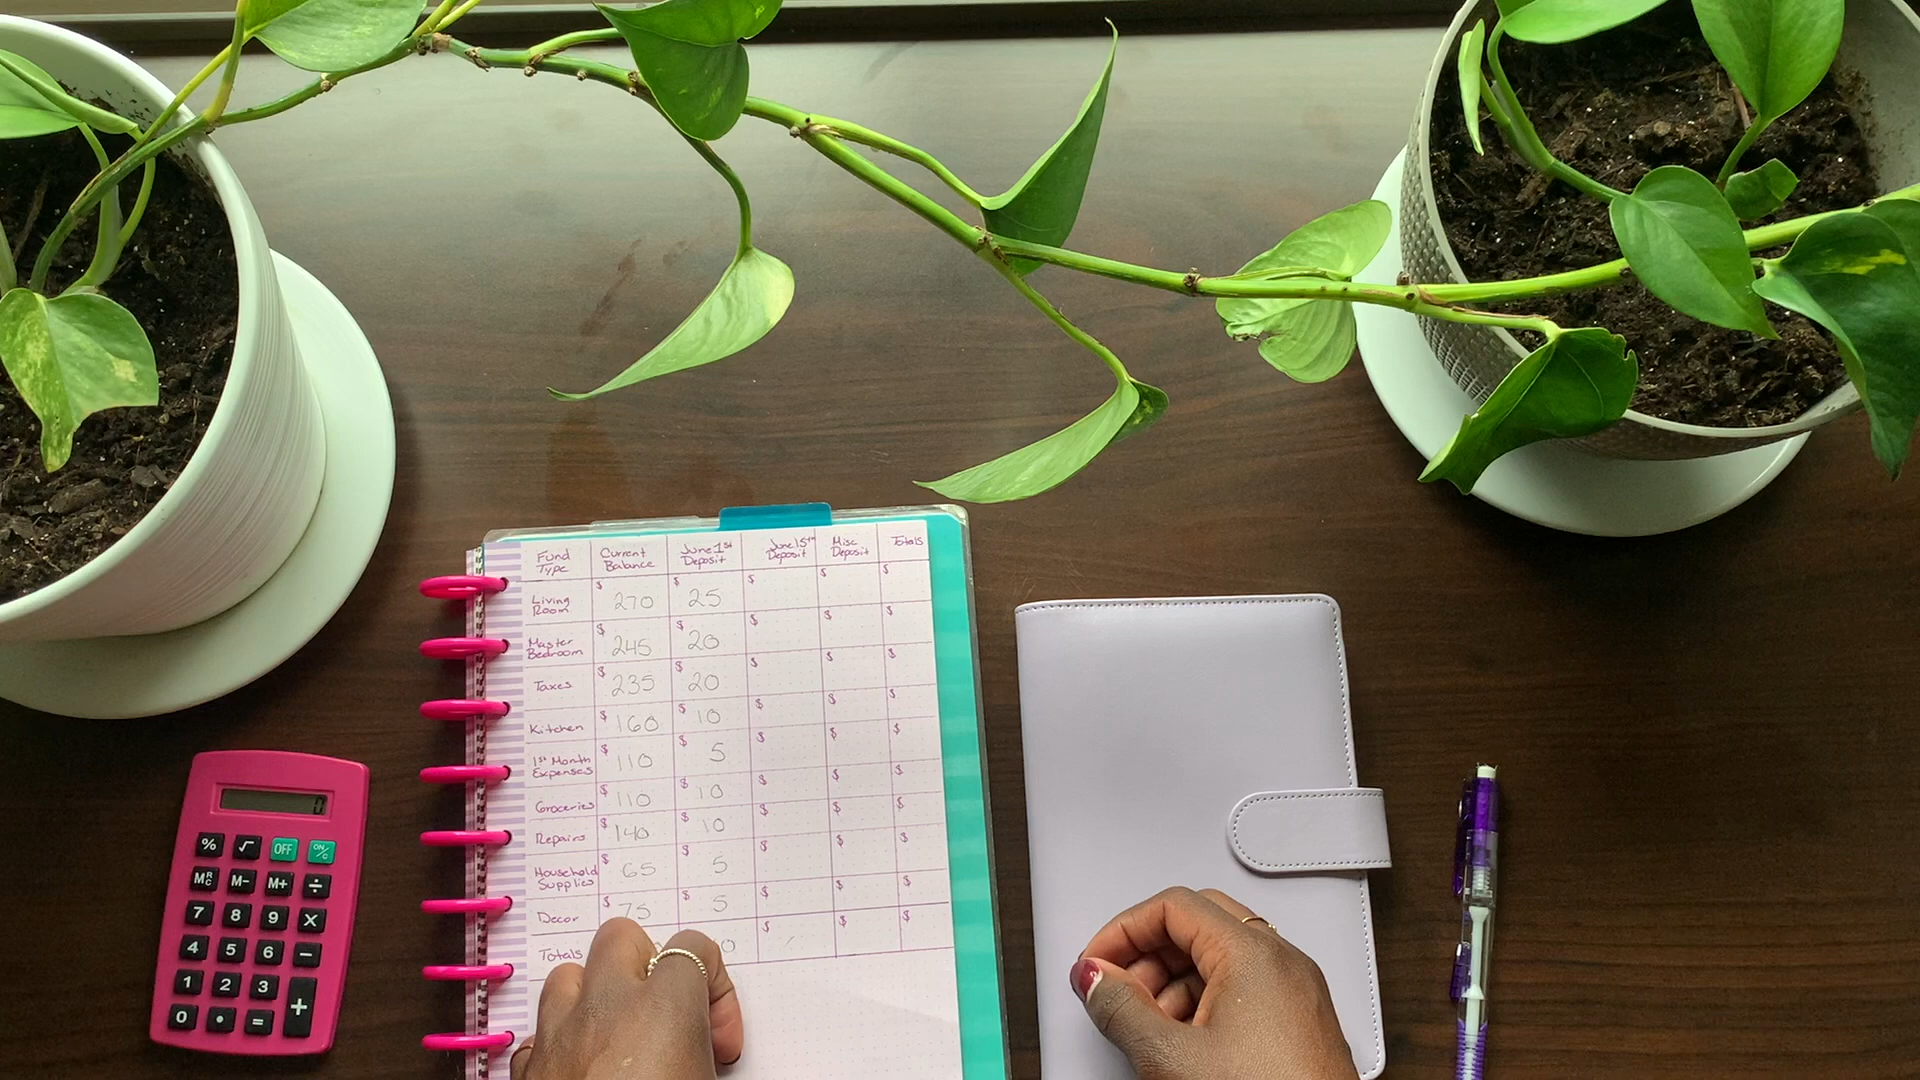 Fund Type Current Balance June 1st Deposit June 15th Deposit Misc Deposit Totals
Living Room $ 270 $ 25 $ $ $
Master Bedroom $ 245 $ 20 $ $ $
Taxes $ 235 $ 20 $ $ $
Kitchen $ 160 $ 10 $ $ $
1st Month Expenses $ 110 $ 5 $ $ $
Groceries $ 110 $ 10 $ $ $
Repairs $ 140 $ 10 $ $ $
Household Supplies $ 65 $ 5 $ $ $
Decor $ 75 $ 5 $ $ $
Totals $ $ $
0
% √ OFF ON/C
MRC M- M+ ÷
7 8 9 X
4 5 6 −
1 2 3 +
0 • =